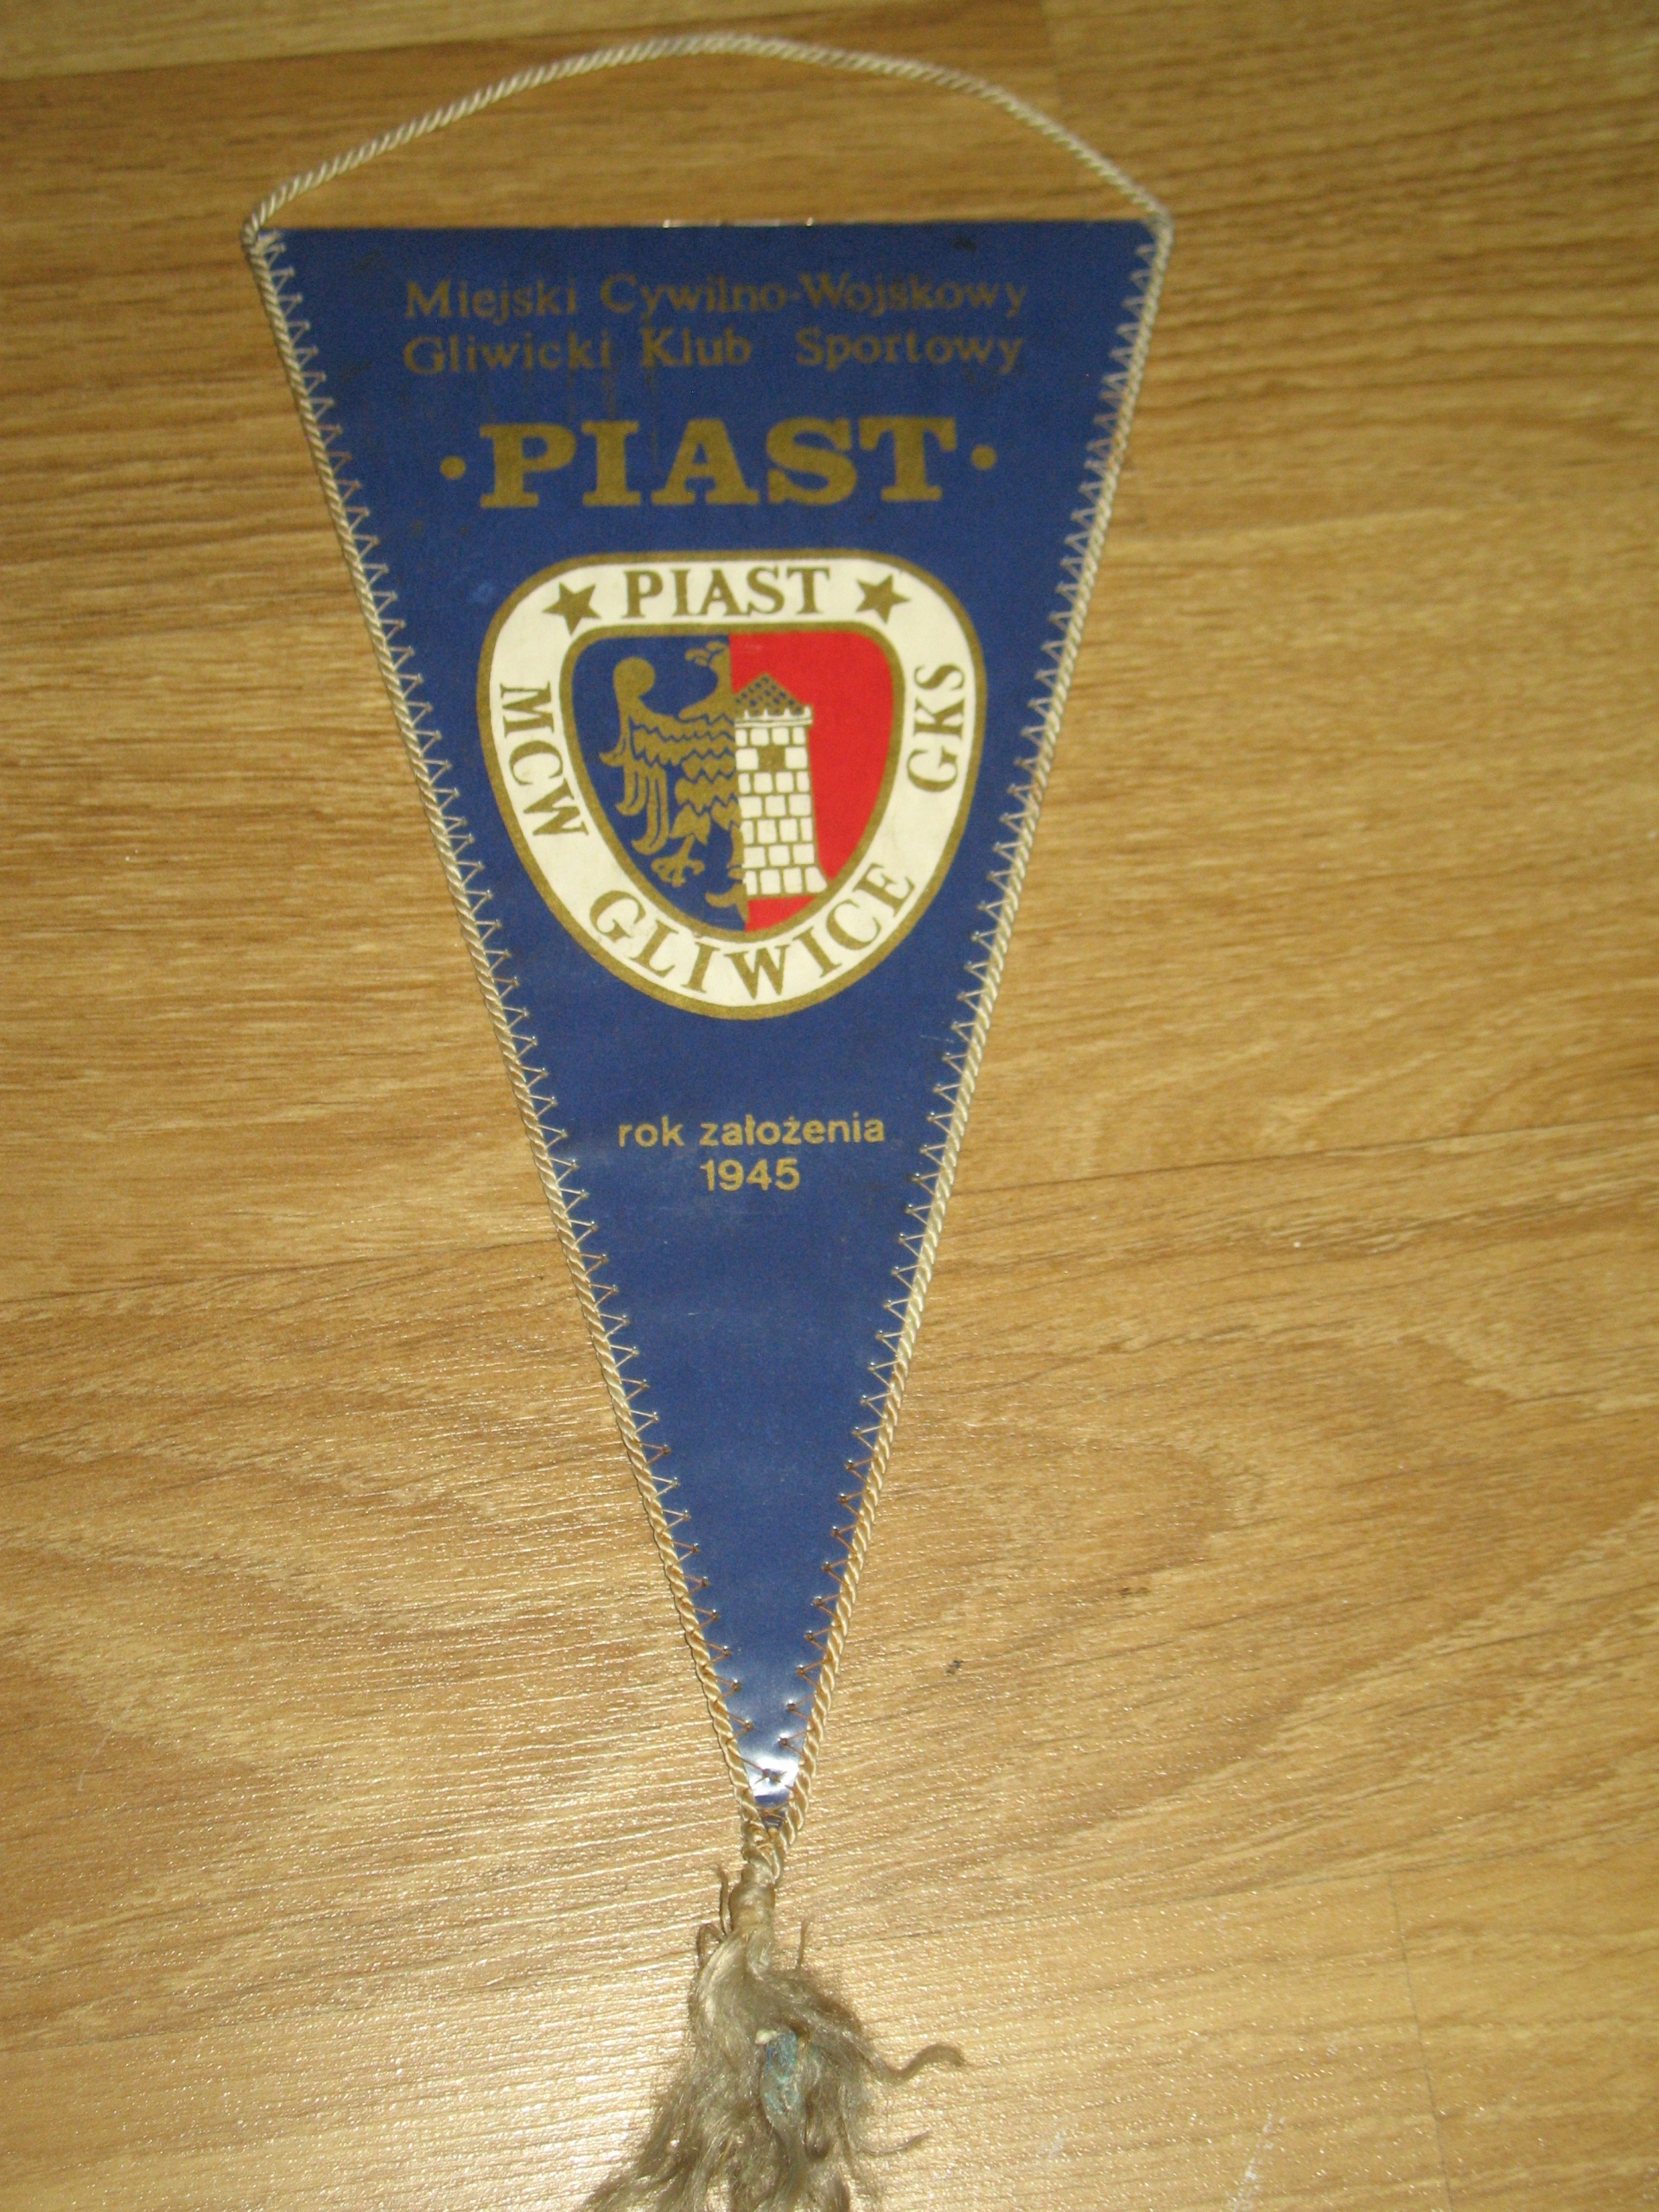 Miejski Cywilno-Wojskowy
Gliwicki Klub Sportowy
·PIAST·
★ PIAST ★
MCW GLIWICE GKS
rok założenia
1945